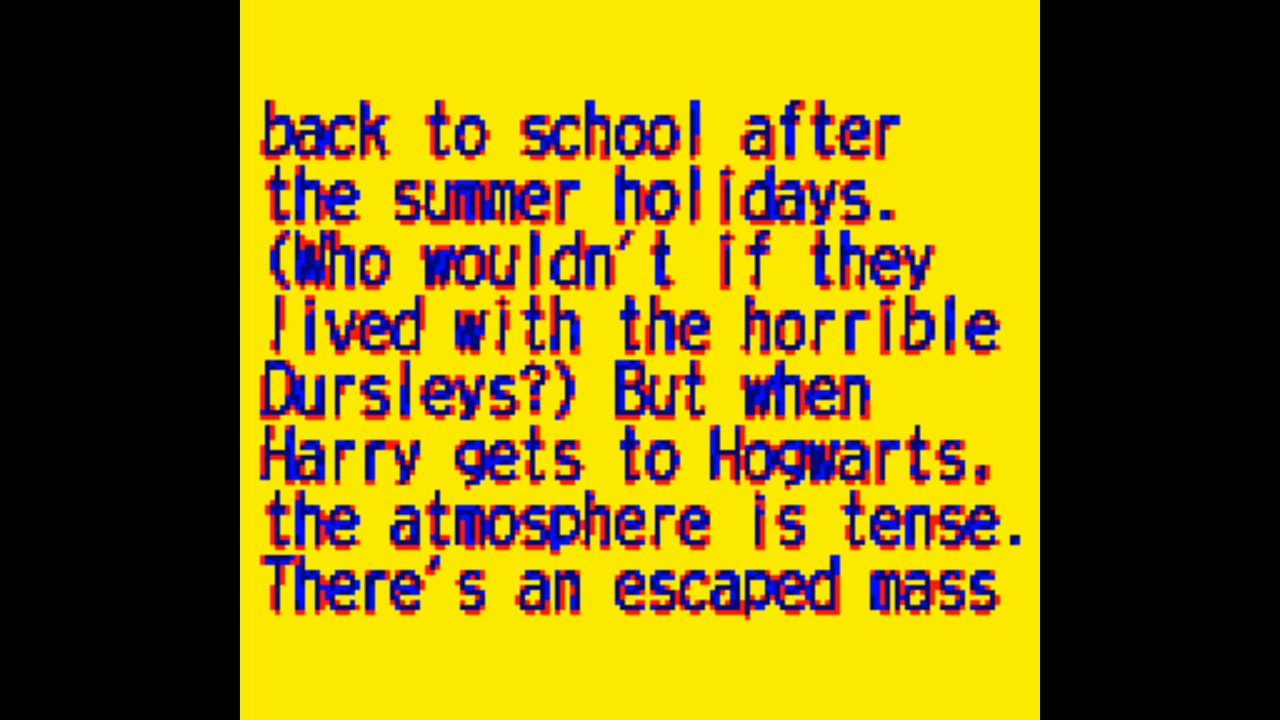 back to school after
the summer holidays.
(Who wouldn't if they
lived with the horrible
Dursleys?) But when
Harry gets to Hogwarts,
the atmosphere is tense.
There's an escaped mass